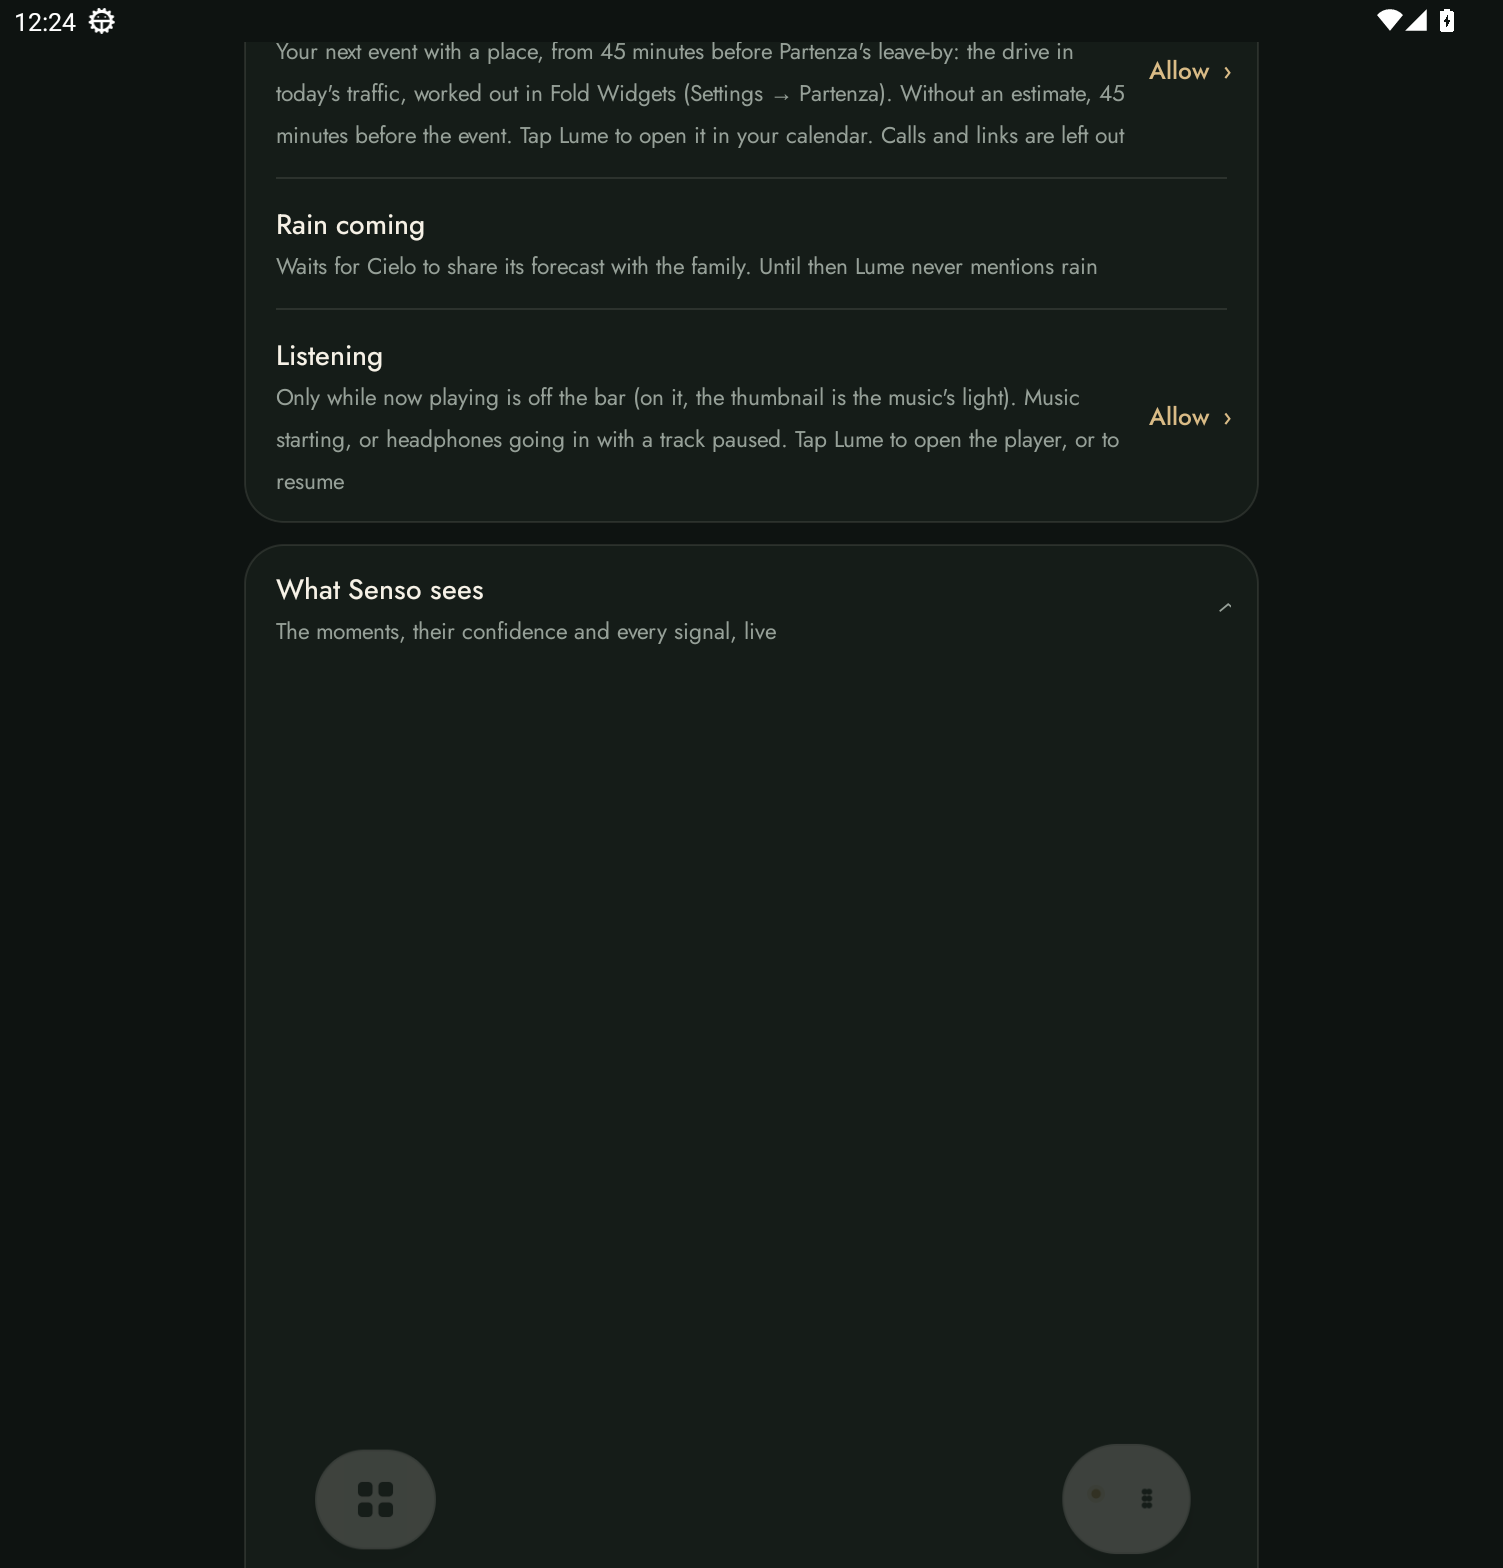 12:24
Your next event with a place, from 45 minutes before Partenza's leave-by: the drive in
today's traffic, worked out in Fold Widgets (Settings → Partenza). Without an estimate, 45
minutes before the event. Tap Lume to open it in your calendar. Calls and links are left out
Allow ›
Rain coming
Waits for Cielo to share its forecast with the family. Until then Lume never mentions rain
Listening
Only while now playing is off the bar (on it, the thumbnail is the music's light). Music
starting, or headphones going in with a track paused. Tap Lume to open the player, or to
resume
Allow ›
What Senso sees
The moments, their confidence and every signal, live